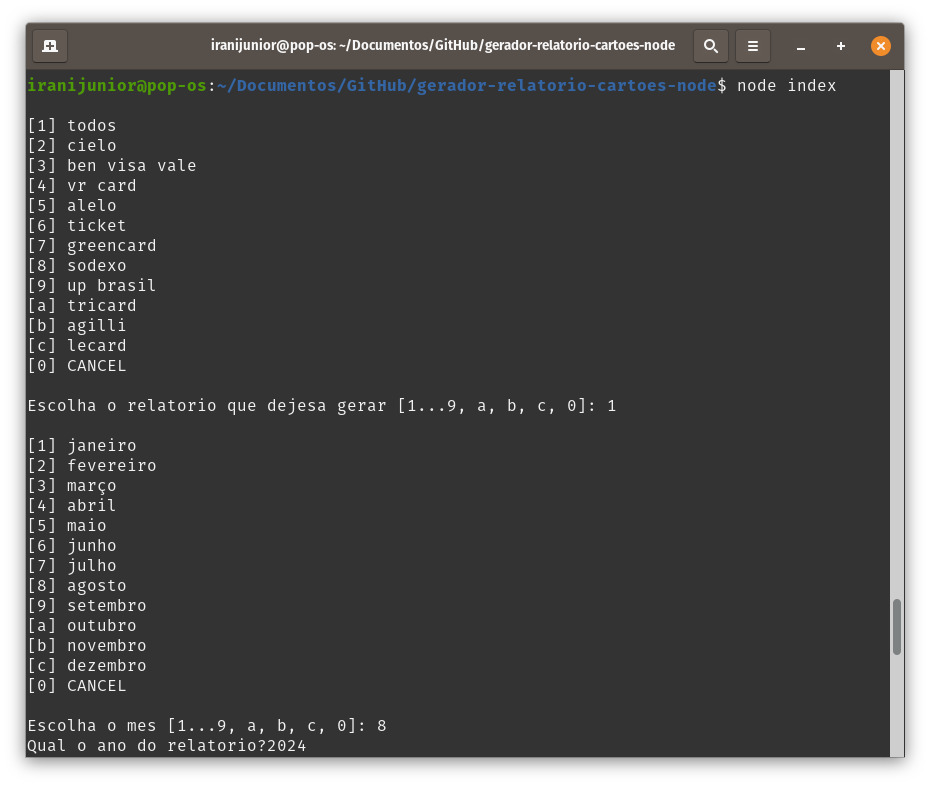 iranijunior@pop-os: ~/Documentos/GitHub/gerador-relatorio-cartoes-node
iranijunior@pop-os:~/Documentos/GitHub/gerador-relatorio-cartoes-node$ node index
[1] todos
[2] cielo
[3] ben visa vale
[4] vr card
[5] alelo
[6] ticket
[7] greencard
[8] sodexo
[9] up brasil
[a] tricard
[b] agilli
[c] lecard
[0] CANCEL
Escolha o relatorio que dejesa gerar [1...9, a, b, c, 0]: 1
[1] janeiro
[2] fevereiro
[3] março
[4] abril
[5] maio
[6] junho
[7] julho
[8] agosto
[9] setembro
[a] outubro
[b] novembro
[c] dezembro
[0] CANCEL
Escolha o mes [1...9, a, b, c, 0]: 8
Qual o ano do relatorio?2024